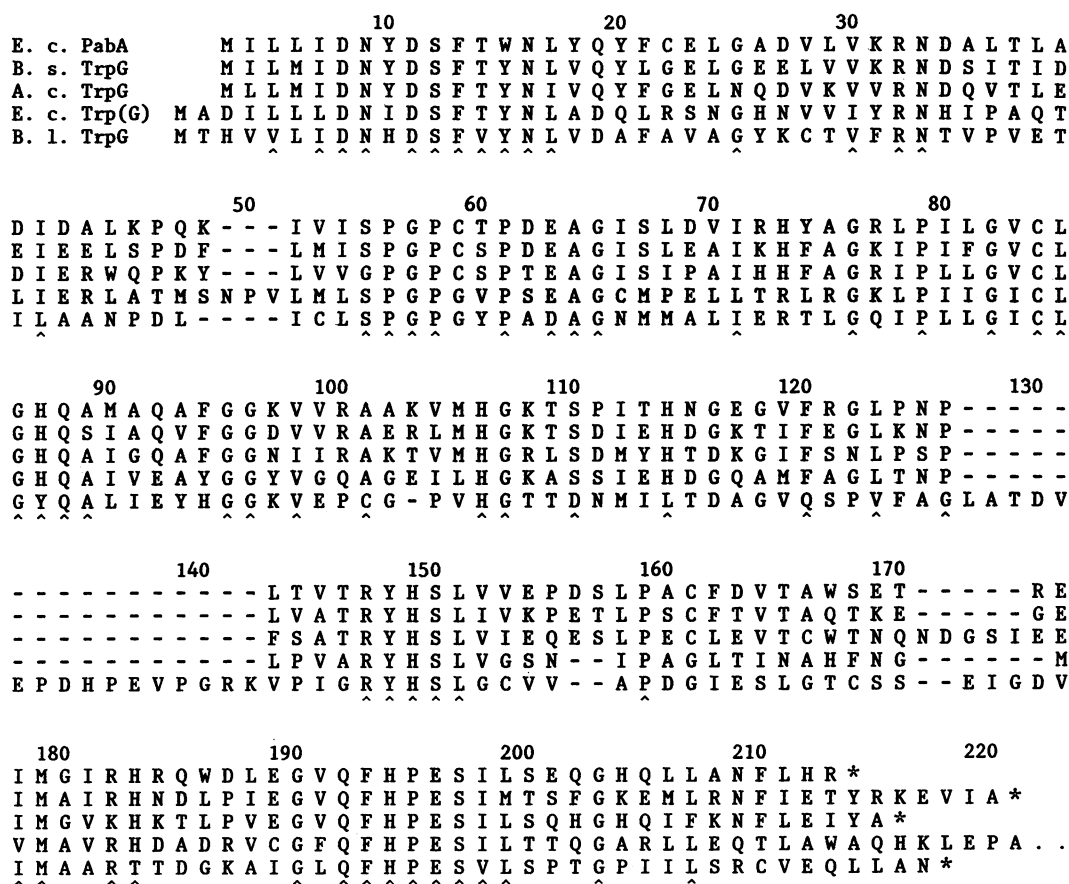 10 20 30
E. c. PabA M I L L I D N Y D S F T W N L Y Q Y F C E L G A D V L V K R N D A L T L A
B. s. TrpG M I L M I D N Y D S F T Y N L V Q Y L G E L G E E L V V K R N D S I T I D
A. c. TrpG M L L M I D N Y D S F T Y N I V Q Y F G E L N Q D V K V V R N D Q V T L E
E. c. Trp(G) M A D I L L L D N I D S F T Y N L A D Q L R S N G H N V V I Y R N H I P A Q T
B. l. TrpG M T H V V L I D N H D S F V Y N L V D A F A V A G Y K C T V F R N T V P V E T
^ ^ ^ ^ ^ ^ ^ ^ ^ ^ ^ ^ ^ ^ ^
50 60 70 80
D I D A L K P Q K - - - I V I S P G P C T P D E A G I S L D V I R H Y A G R L P I L G V C L
E I E E L S P D F - - - L M I S P G P C S P D E A G I S L E A I K H F A G K I P I F G V C L
D I E R W Q P K Y - - - L V V G P G P C S P T E A G I S I P A I H H F A G R I P L L G V C L
L I E R L A T M S N P V L M L S P G P G V P S E A G C M P E L L T R L R G K L P I I G I C L
I L A A N P D L - - - - I C L S P G P G Y P A D A G N M M A L I E R T L G Q I P L L G I C L
^ ^ ^ ^ ^ ^ ^ ^ ^ ^ ^ ^ ^ ^ ^
90 100 110 120 130
G H Q A M A Q A F G G K V V R A A K V M H G K T S P I T H N G E G V F R G L P N P - - - - -
G H Q S I A Q V F G G D V V R A E R L M H G K T S D I E H D G K T I F E G L K N P - - - - -
G H Q A I G Q A F G G N I I R A K T V M H G R L S D M Y H T D K G I F S N L P S P - - - - -
G H Q A I V E A Y G G Y V G Q A G E I L H G K A S S I E H D G Q A M F A G L T N P - - - - -
G Y Q A L I E Y H G G K V E P C G - P V H G T T D N M I L T D A G V Q S P V F A G L A T D V
^ ^ ^ ^ ^ ^ ^ ^ ^ ^ ^ ^ ^ ^ ^
140 150 160 170
- - - - - - - - - - - L T V T R Y H S L V V E P D S L P A C F D V T A W S E T - - - - - R E
- - - - - - - - - - - L V A T R Y H S L I V K P E T L P S C F T V T A Q T K E - - - - - G E
- - - - - - - - - - - F S A T R Y H S L V I E Q E S L P E C L E V T C W T N Q N D G S I E E
- - - - - - - - - - - L P V A R Y H S L V G S N - - I P A G L T I N A H F N G - - - - - - M
E P D H P E V P G R K V P I G R Y H S L G C V V - - A P D G I E S L G T C S S - - E I G D V
^ ^ ^ ^ ^ ^
180 190 200 210 220
I M G I R H R Q W D L E G V Q F H P E S I L S E Q G H Q L L A N F L H R *
I M A I R H N D L P I E G V Q F H P E S I M T S F G K E M L R N F I E T Y R K E V I A *
I M G V K H K T L P V E G V Q F H P E S I L S Q H G H Q I F K N F L E I Y A *
V M A V R H D A D R V C G F Q F H P E S I L T T Q G A R L L E Q T L A W A Q H K L E P A . .
I M A A R T T D G K A I G L Q F H P E S V L S P T G P I I L S R C V E Q L L A N *
^ ^ ^ ^ ^ ^ ^ ^ ^ ^ ^ ^ ^ ^ ^